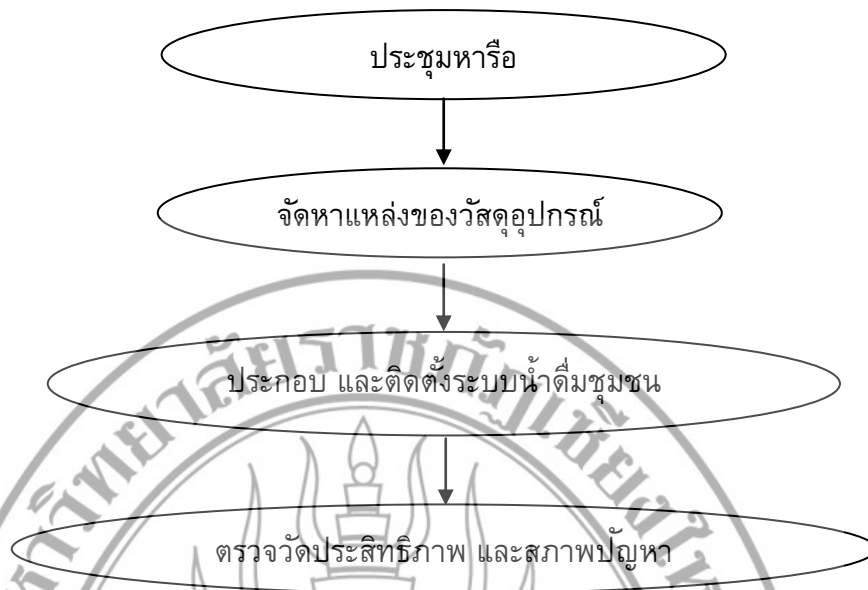 ประชุมหารือ
จัดหาแหล่งของวัสดุอุปกรณ์
ประกอบ และติดตั้งระบบน้ำดื่มชุมชน
ตรวจวัดประสิทธิภาพ และสภาพปัญหา